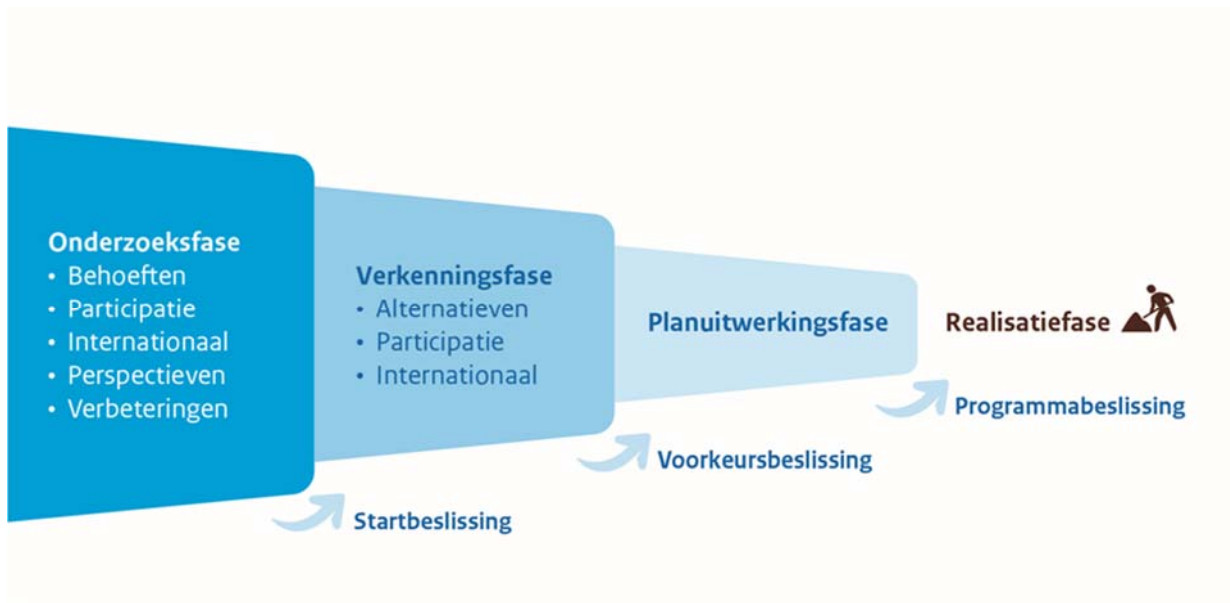 Onderzoeksfase
• Behoeften
• Participatie
• Internationaal
• Perspectieven
• Verbeteringen
Startbeslissing
Verkenningsfase
• Alternatieven
• Participatie
• Internationaal
Voorkeursbeslissing
Planuitwerkingsfase
Programmabeslissing
Realisatiefase